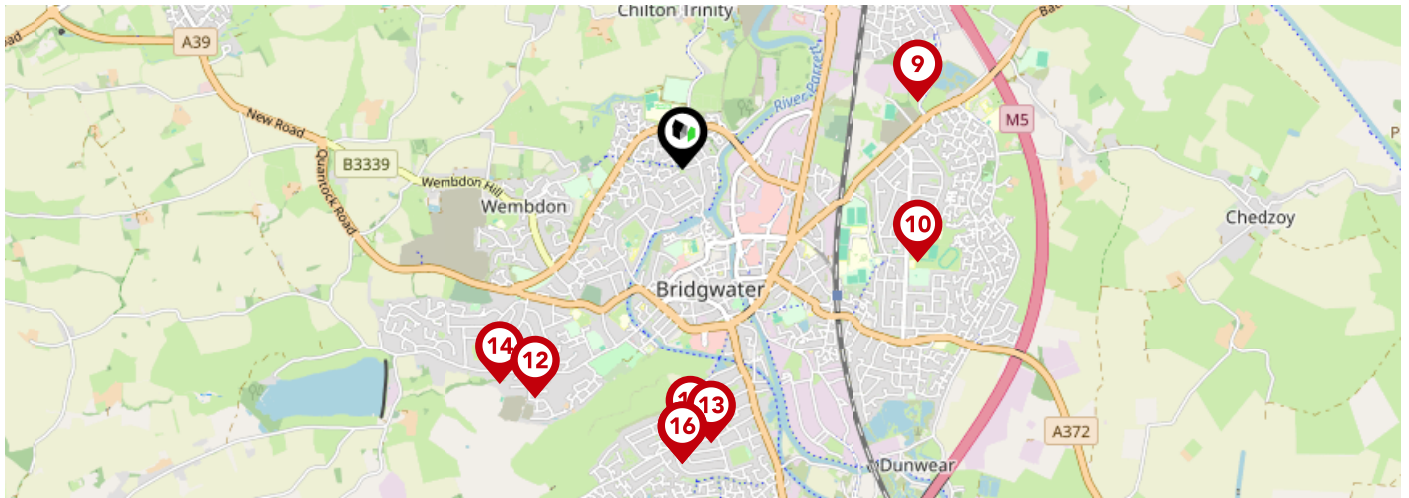 Chilton Trinity
A39
9
River Parrett
M5
New Road
B3339
Wembdon Hill
Quantock Road
Wembdon
10
Chedzoy
Bridgwater
14
12
13
16
A372
Dunwear